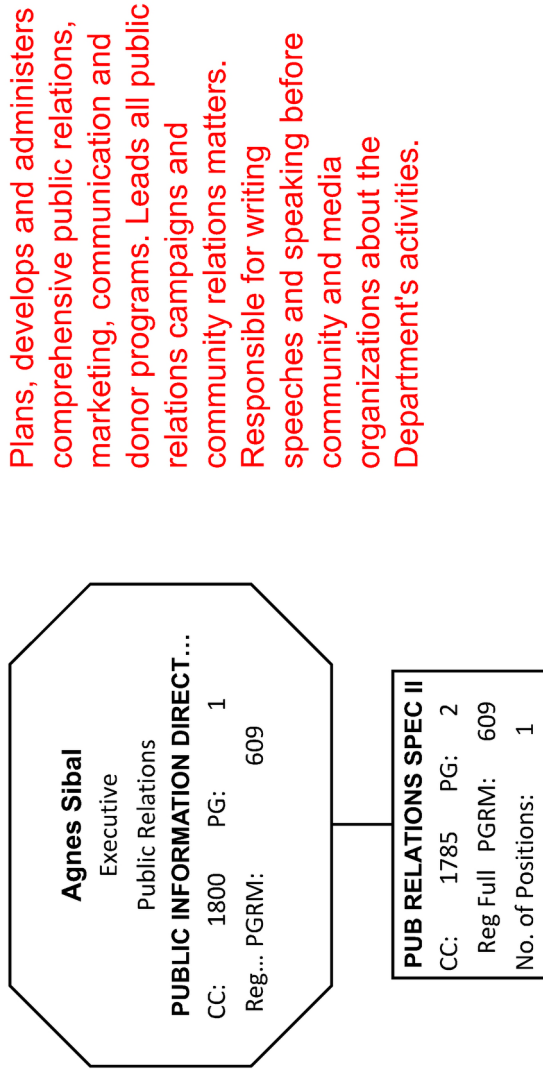 Agnes Sibal
Executive
Public Relations
PUBLIC INFORMATION DIRECT...
CC: 1800 PG: 1
Reg... PGRM: 609
PUB RELATIONS SPEC II
CC: 1785 PG: 2
Reg Full PGRM: 609
No. of Positions: 1
Plans, develops and administers
comprehensive public relations,
marketing, communication and
donor programs. Leads all public
relations campaigns and
community relations matters.
Responsible for writing
speeches and speaking before
community and media
organizations about the
Department's activities.